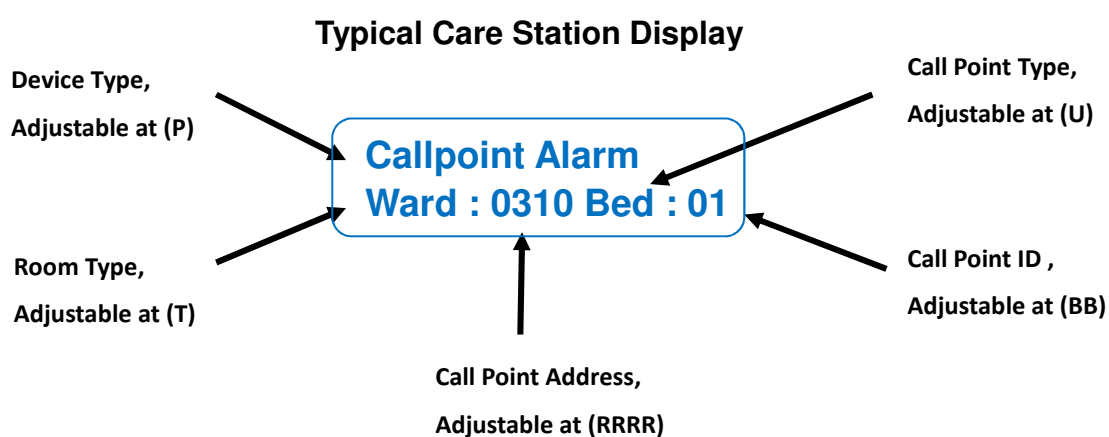 Typical Care Station Display
Device Type,
Adjustable at (P)
Call Point Type,
Adjustable at (U)
Callpoint Alarm
Ward : 0310 Bed : 01
Room Type,
Adjustable at (T)
Call Point ID ,
Adjustable at (BB)
Call Point Address,
Adjustable at (RRRR)